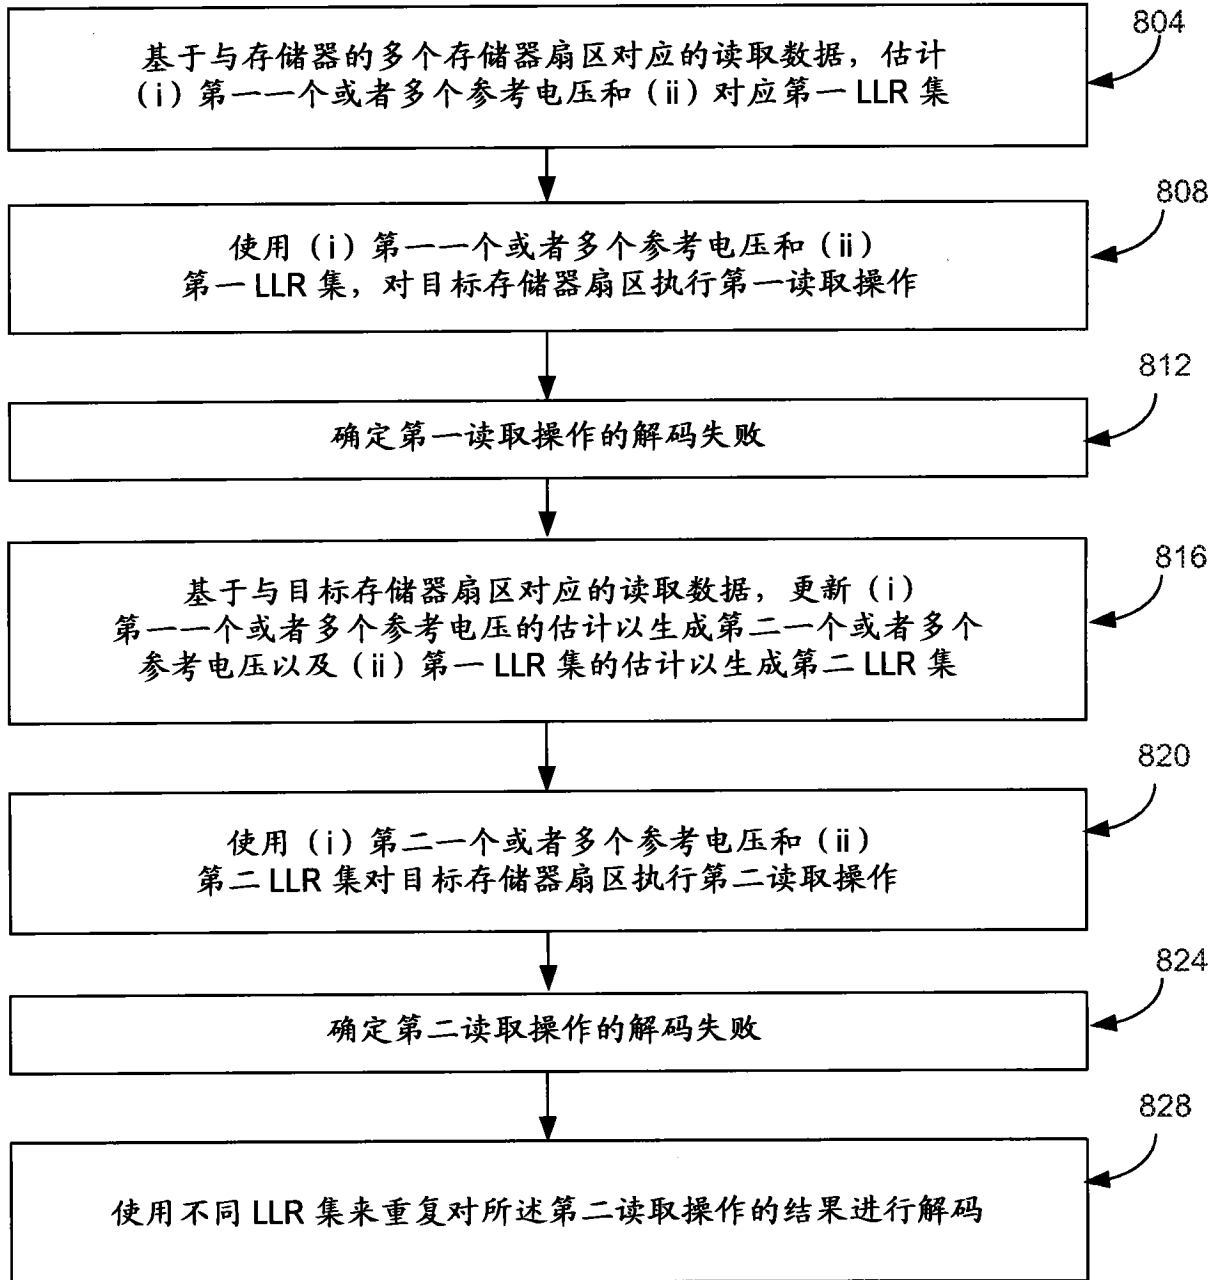 804
基于与存储器的多个存储器扇区对应的读取数据，估计
（i）第一一个或者多个参考电压和（ii）对应第一 LLR 集
808
使用（i）第一一个或者多个参考电压和（ii）
第一 LLR 集，对目标存储器扇区执行第一读取操作
812
确定第一读取操作的解码失败
816
基于与目标存储器扇区对应的读取数据，更新（i）
第一一个或者多个参考电压的估计以生成第二一个或者多个
参考电压以及（ii）第一 LLR 集的估计以生成第二 LLR 集
820
使用（i）第二一个或者多个参考电压和（ii）
第二 LLR 集对目标存储器扇区执行第二读取操作
824
确定第二读取操作的解码失败
828
使用不同 LLR 集来重复对所述第二读取操作的结果进行解码